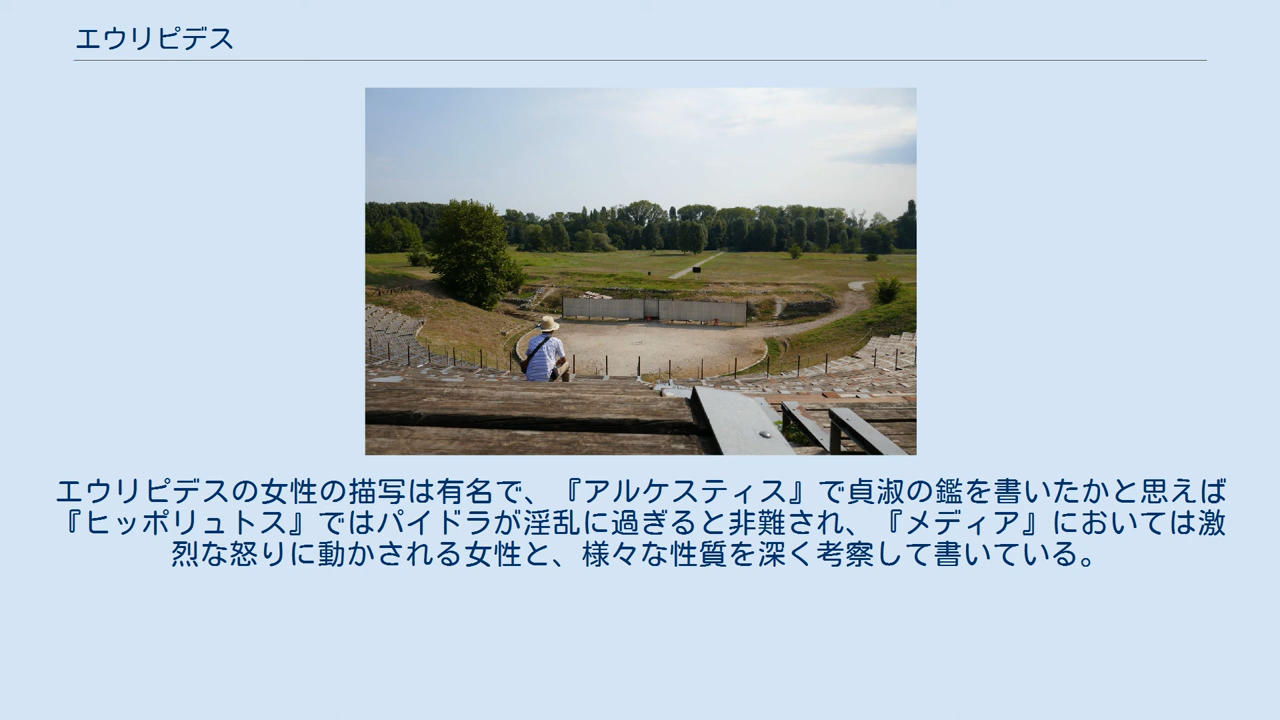 エウリピデス
エウリピデスの女性の描写は有名で、『アルケスティス』で貞淑の鑑を書いたかと思えば
『ヒッポリュトス』ではパイドラが淫乱に過ぎると非難され、『メディア』においては激
烈な怒りに動かされる女性と、様々な性質を深く考察して書いている。